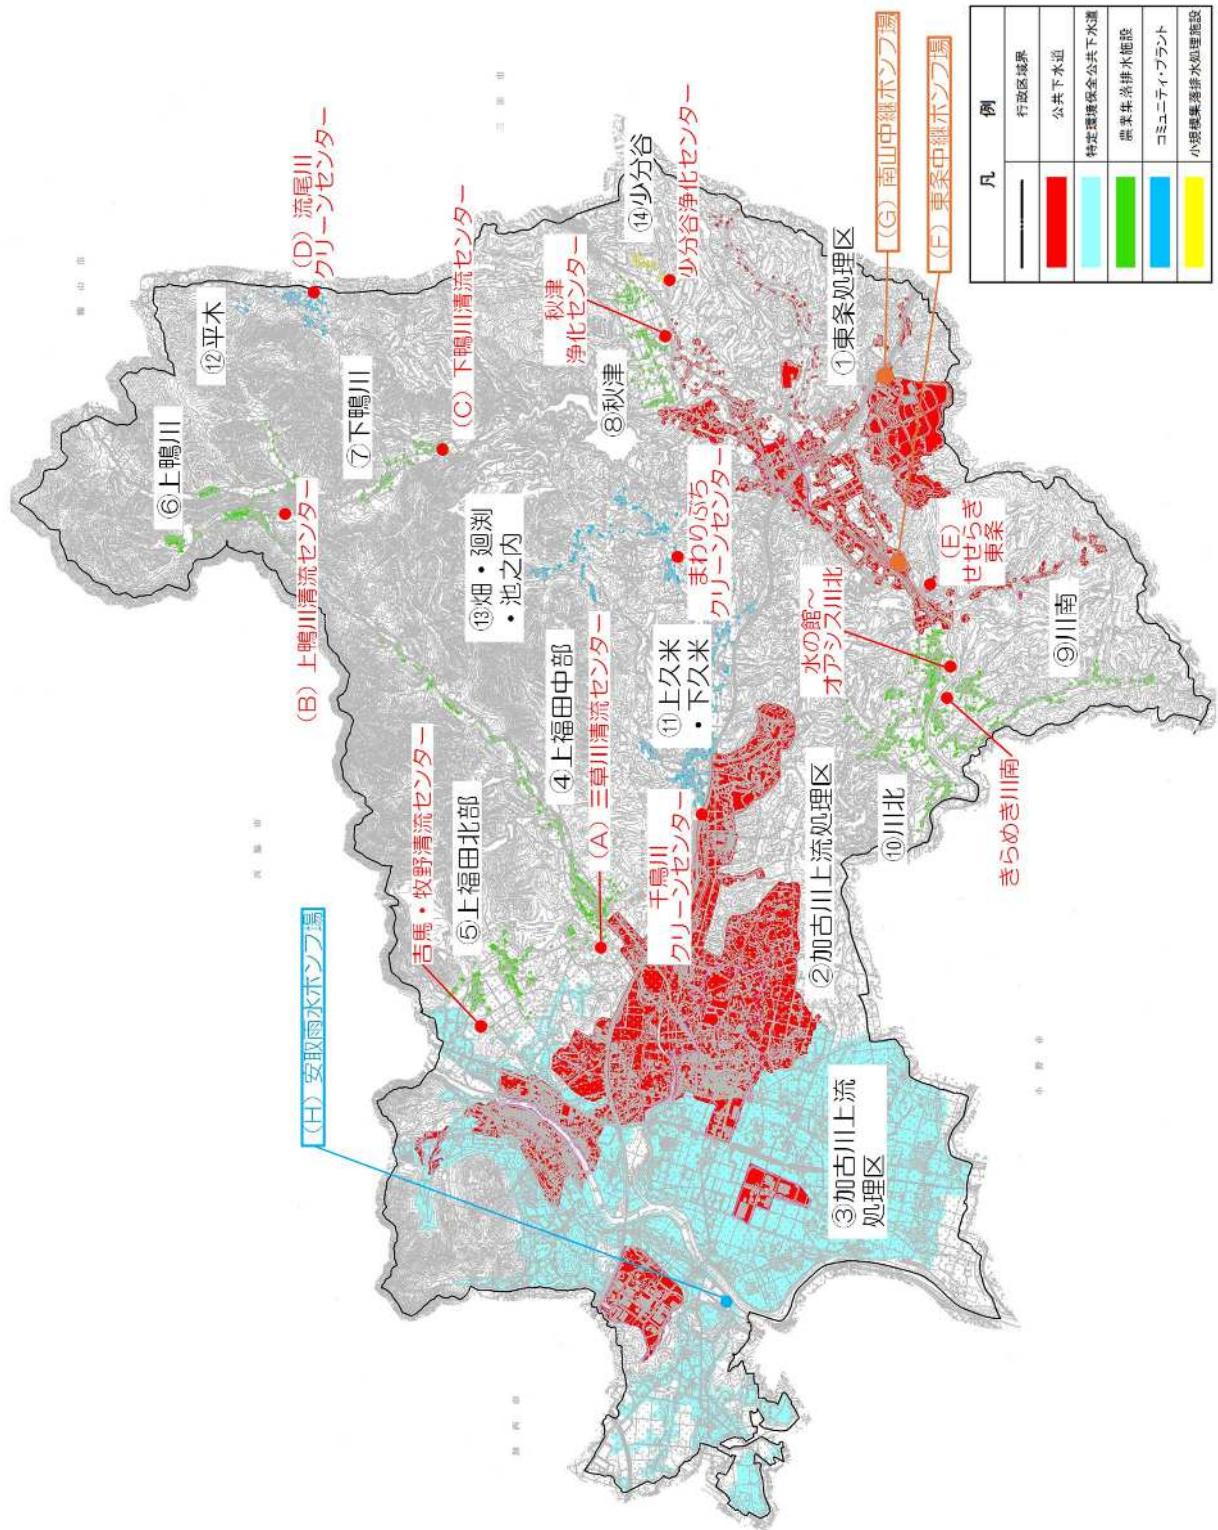 凡 例
行政区域界
公共下水道
特定環境保全公共下水道
農業集落排水施設
コミュニティ・プラント
小規模集落排水処理施設
(H) 安取雨水ポンプ場
吉馬・牧野清流センター
⑤上福田北部
(A) 三草川清流センター
④上福田中部
(B) 上鴨川清流センター
⑥上鴨川
⑦下鴨川
(C) 下鴨川清流センター
⑫平木
(D) 流尾川
クリーンセンター
⑬畑・廻渕
・池之内
まわりぶち
クリーンセンター
⑪上久米
・下久米
千鳥川
クリーンセンター
⑧秋津
秋津
浄化センター
⑭少分谷
少分谷浄化センター
①東条処理区
(G) 南山中継ポンプ場
(F) 東条中継ポンプ場
(E)
せせらぎ
東条
水の館～
オアシス川北
きらめき川南
⑨川南
⑩川北
②加古川上流処理区
③加古川上流
処理区
西脇市
小野市
加西市
三田市